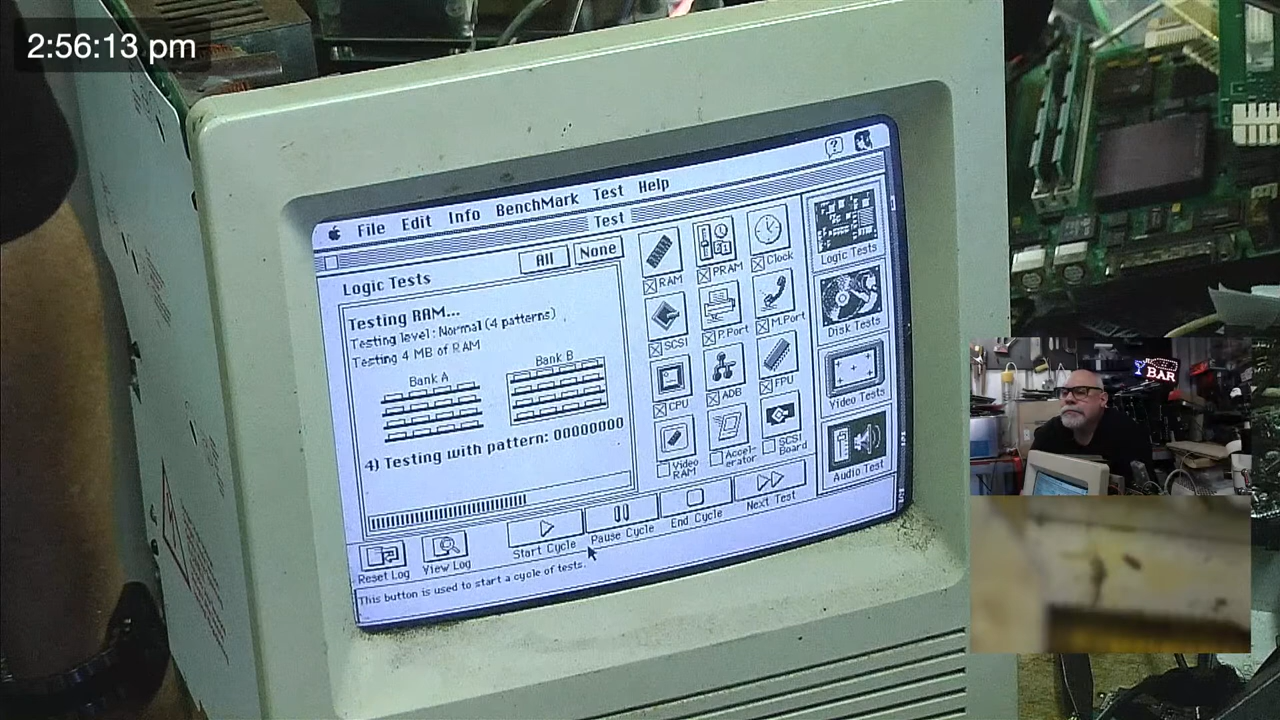 2:56:13 pm
File Edit Info BenchMark Test Help
Test
Logic Tests
All None
Testing RAM...
Testing level: Normal (4 patterns)
Testing 4 MB of RAM
Bank A Bank B
4) Testing with pattern: 00000000
RAM PRAM Clock
SCSI P.Port M.Port
CPU ADB FPU
Video RAM
Accelerator
SCSI Board
Logic Tests
Disk Tests
Video Tests
Audio Test
Reset Log View Log Start Cycle Pause Cycle End Cycle Next Test
This button is used to start a cycle of tests.
BAR